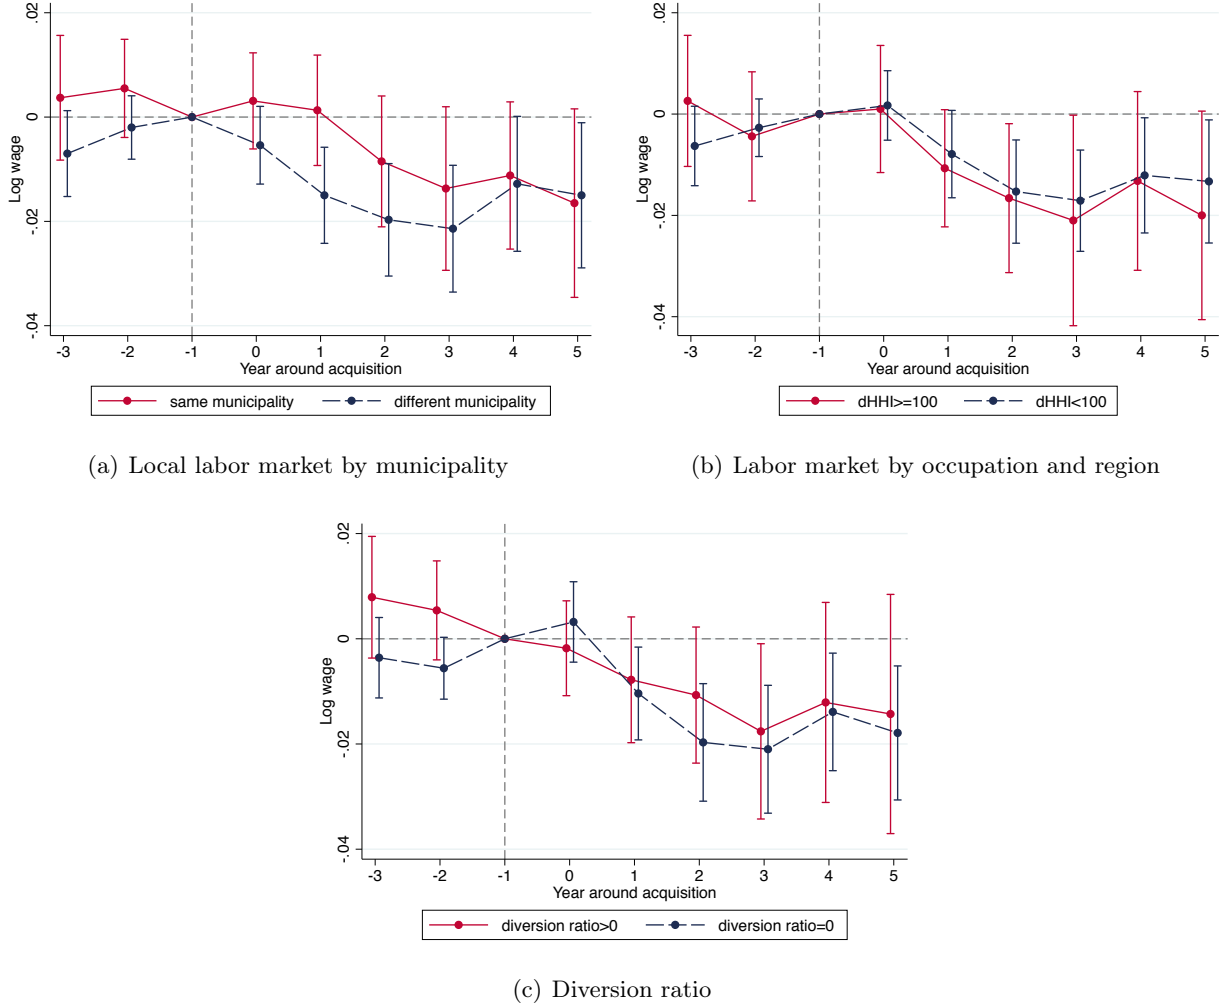 .02
0
-.02
-.04
Log wage
-3 -2 -1 0 1 2 3 4 5
Year around acquisition
same municipality different municipality
(a) Local labor market by municipality
.02
0
-.02
-.04
Log wage
-3 -2 -1 0 1 2 3 4 5
Year around acquisition
dHHI>=100 dHHI<100
(b) Labor market by occupation and region
.02
0
-.02
-.04
Log wage
-3 -2 -1 0 1 2 3 4 5
Year around acquisition
diversion ratio>0 diversion ratio=0
(c) Diversion ratio